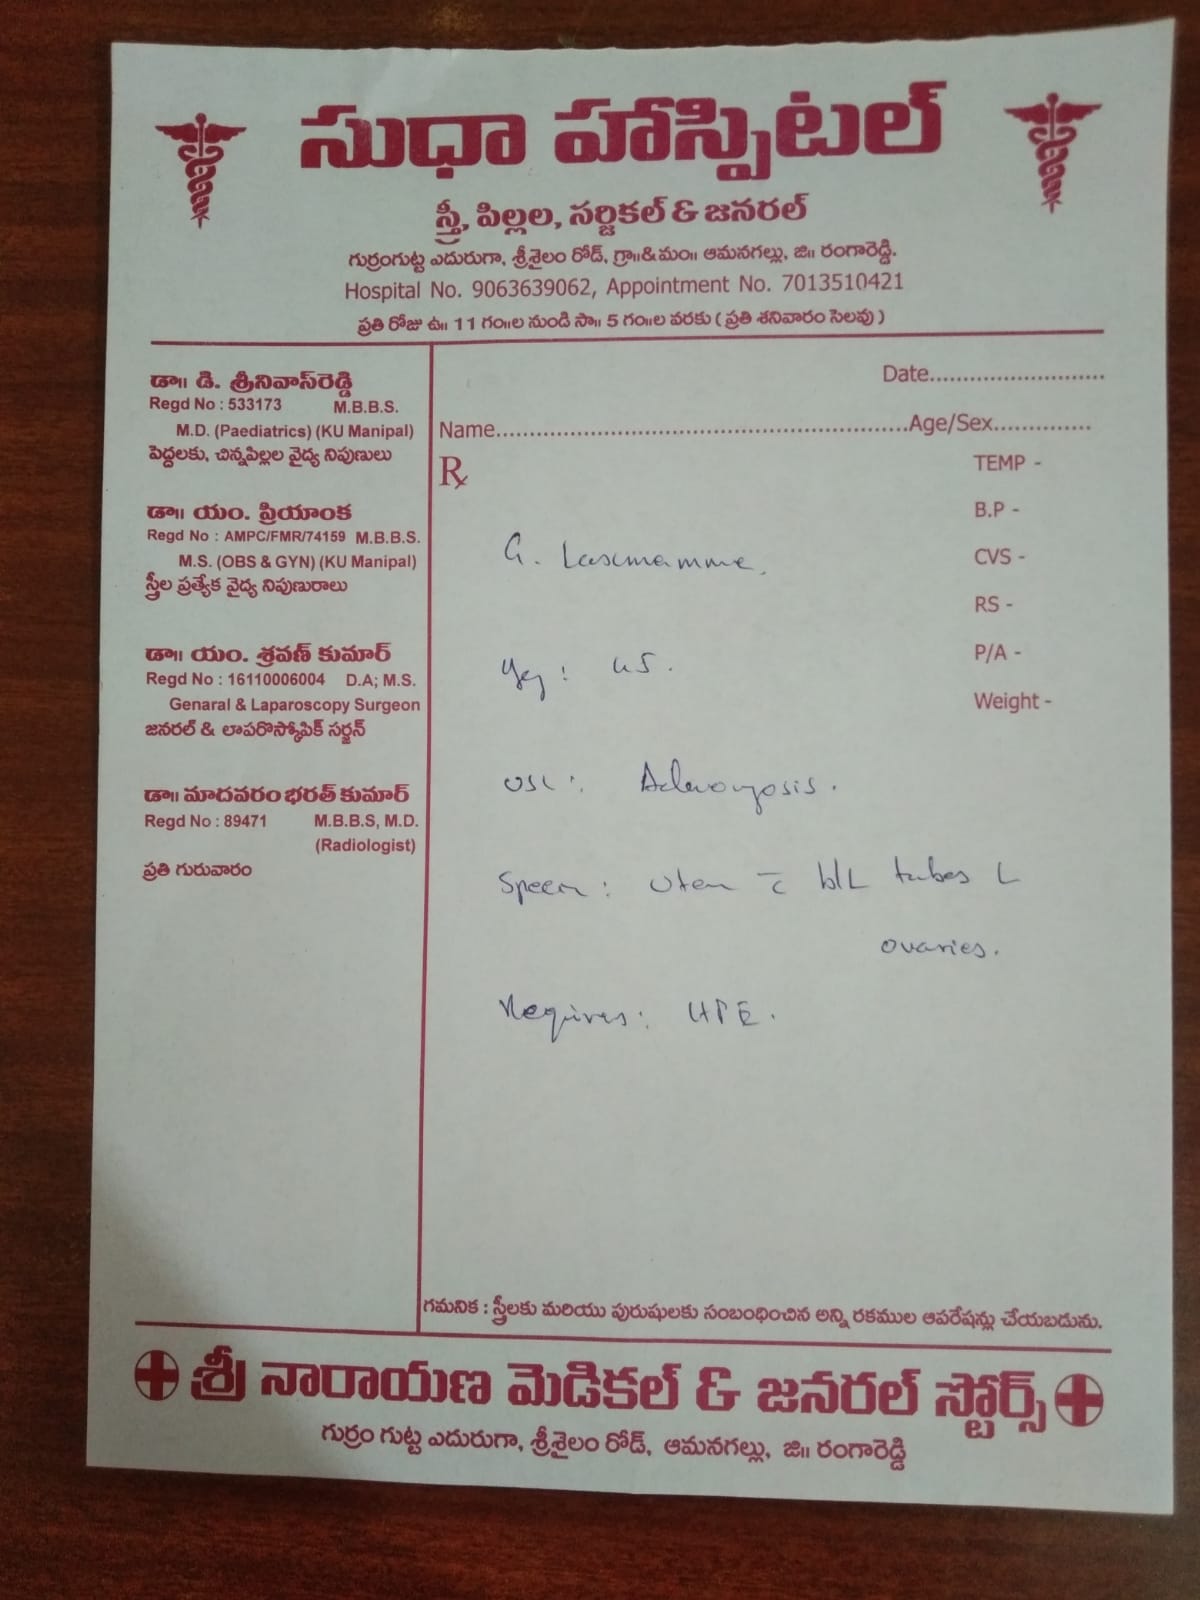 సుధా హాస్పిటల్
స్త్రీ, పిల్లల, సర్జికల్ & జనరల్
గుర్రంగుట్ట ఎదురుగా, శ్రీశైలం రోడ్, గ్రా॥&మం॥ ఆమనగల్లు, జి॥ రంగారెడ్డి.
Hospital No. 9063639062, Appointment No. 7013510421
ప్రతి రోజు ఉ॥ 11 గం॥ల నుండి సా॥ 5 గం॥ల వరకు ( ప్రతి శనివారం సెలవు )
డా॥ డి. శ్రీనివాస్‌రెడ్డి
Regd No : 533173 M.B.B.S.
M.D. (Paediatrics) (KU Manipal)
పెద్దలకు, చిన్నపిల్లల వైద్య నిపుణులు
డా॥ యం. ప్రియాంక
Regd No : AMPC/FMR/74159 M.B.B.S.
M.S. (OBS & GYN) (KU Manipal)
స్త్రీల ప్రత్యేక వైద్య నిపుణురాలు
డా॥ యం. శ్రవణ్ కుమార్
Regd No : 16110006004 D.A; M.S.
Genaral & Laparoscopy Surgeon
జనరల్ & లాపరొస్కోపిక్ సర్జన్
డా॥ మాదవరం భరత్ కుమార్
Regd No : 89471 M.B.B.S, M.D.
(Radiologist)
ప్రతి గురువారం
Date..........................
Name..............................................................Age/Sex..............
℞
TEMP -
B.P -
CVS -
RS -
P/A -
Weight -
G.
: 45.
: Adenomyosis.
: c̄ b/L tubes
ovaries.
Requires: HPE.
గమనిక : స్త్రీలకు మరియు పురుషులకు సంబంధించిన అన్ని రకముల ఆపరేషన్లు చేయబడును.
శ్రీ నారాయణ మెడికల్ & జనరల్ స్టోర్స్
గుర్రం గుట్ట ఎదురుగా, శ్రీశైలం రోడ్, ఆమనగల్లు, జి॥ రంగారెడ్డి